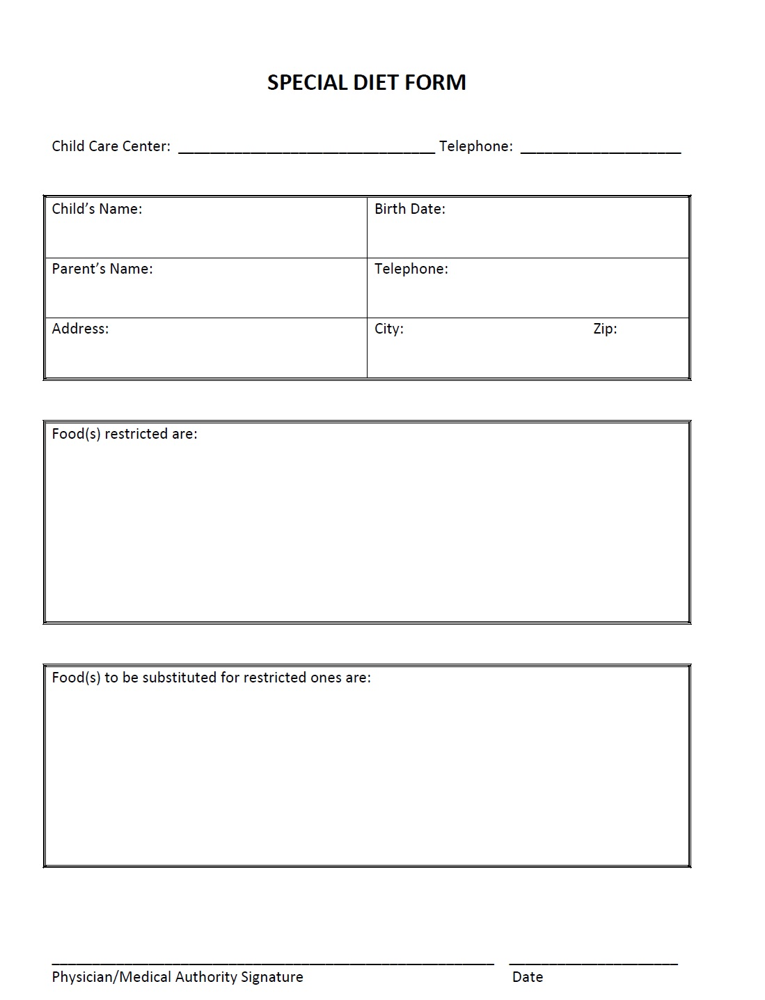 SPECIAL DIET FORM
Child Care Center: ________________________________ Telephone: ____________________
Child’s Name: Birth Date:
Parent’s Name: Telephone:
Address: City: Zip:
Food(s) restricted are:
Food(s) to be substituted for restricted ones are:
_______________________________________________________ _____________________
Physician/Medical Authority Signature Date